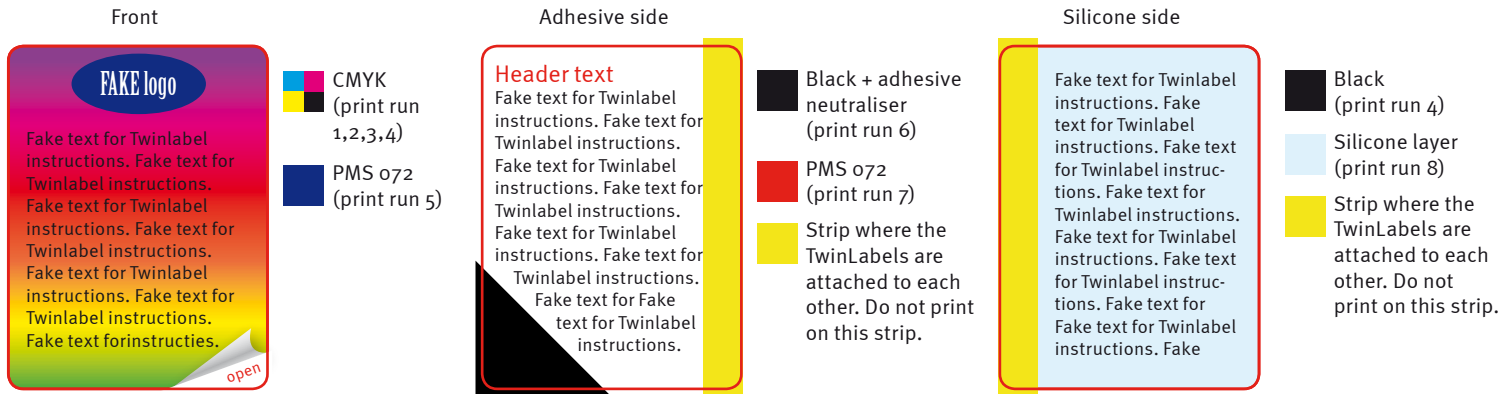 Front
FAKE logo
Fake text for Twinlabel
instructions. Fake text for
Twinlabel instructions.
Fake text for Twinlabel
instructions. Fake text for
Twinlabel instructions.
Fake text for Twinlabel
instructions. Fake text for
Twinlabel instructions.
Fake text forinstructies.
open
CMYK
(print run
1,2,3,4)
PMS 072
(print run 5)
Adhesive side
Header text
Fake text for Twinlabel
instructions. Fake text for
Twinlabel instructions.
Fake text for Twinlabel
instructions. Fake text for
Twinlabel instructions.
Fake text for Twinlabel
instructions. Fake text for
Twinlabel instructions.
Fake text for Fake
text for Twinlabel
instructions.
Black + adhesive
neutraliser
(print run 6)
PMS 072
(print run 7)
Strip where the
TwinLabels are
attached to each
other. Do not print
on this strip.
Silicone side
Fake text for Twinlabel
instructions. Fake
text for Twinlabel
instructions. Fake text
for Twinlabel instruc-
tions. Fake text for
Twinlabel instructions.
Fake text for Twinlabel
instructions. Fake text
for Twinlabel instruc-
tions. Fake text for
Fake text for Twinlabel
instructions. Fake
Black
(print run 4)
Silicone layer
(print run 8)
Strip where the
TwinLabels are
attached to each
other. Do not
print on this strip.